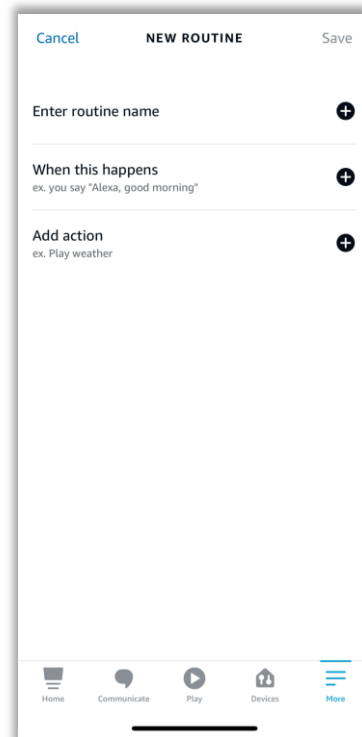 Cancel NEW ROUTINE Save
Enter routine name
When this happens
ex. you say "Alexa, good morning"
Add action
ex. Play weather
Home Communicate Play Devices More